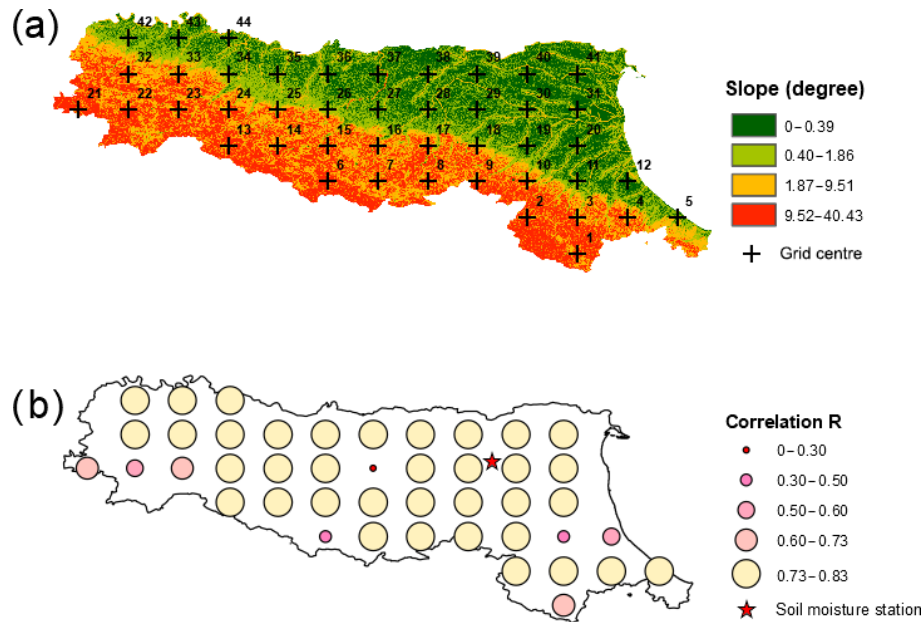 (a)
42 43 44
32 33 34 35 36 37 38 39 40 41
21 22 23 24 25 26 27 28 29 30 31
13 14 15 16 17 18 19 20
6 7 8 9 10 11 12
2 3 4 5
1
Slope (degree)
0–0.39
0.40–1.86
1.87–9.51
9.52–40.43
Grid centre
(b)
Correlation R
0–0.30
0.30–0.50
0.50–0.60
0.60–0.73
0.73–0.83
Soil moisture station